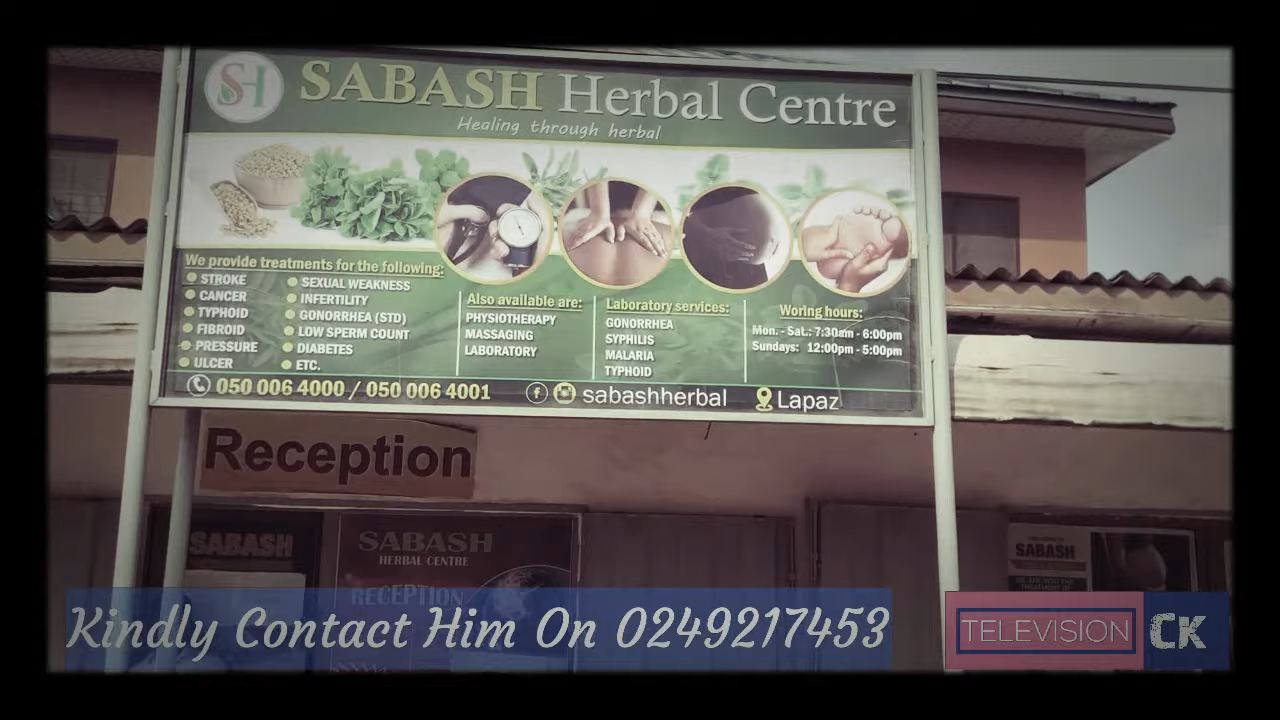 SH SABASH Herbal Centre
Healing through herbal
We provide treatments for the following:
STROKE
CANCER
TYPHOID
FIBROID
PRESSURE
ULCER
SEXUAL WEAKNESS
INFERTILITY
GONORRHEA (STD)
LOW SPERM COUNT
DIABETES
ETC.
Also available are:
PHYSIOTHERAPY
MASSAGING
LABORATORY
Laboratory services:
GONORRHEA
SYPHILIS
MALARIA
TYPHOID
Woring hours:
Mon. - Sat.: 7:30am - 6:00pm
Sundays: 12:00pm - 5:00pm
050 006 4000 / 050 006 4001 sabashherbal Lapaz
Reception
SABASH
SABASH
HERBAL CENTRE
RECEPTION
SABASH
Kindly Contact Him On 0249217453
TELEVISION CK